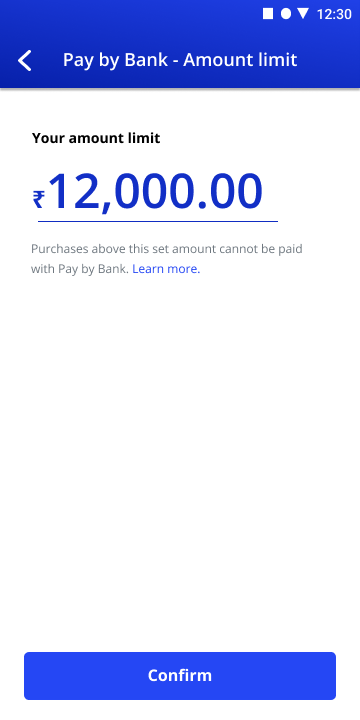 12:30
Pay by Bank - Amount limit
Your amount limit
₹12,000.00
Purchases above this set amount cannot be paid
with Pay by Bank. Learn more.
Confirm